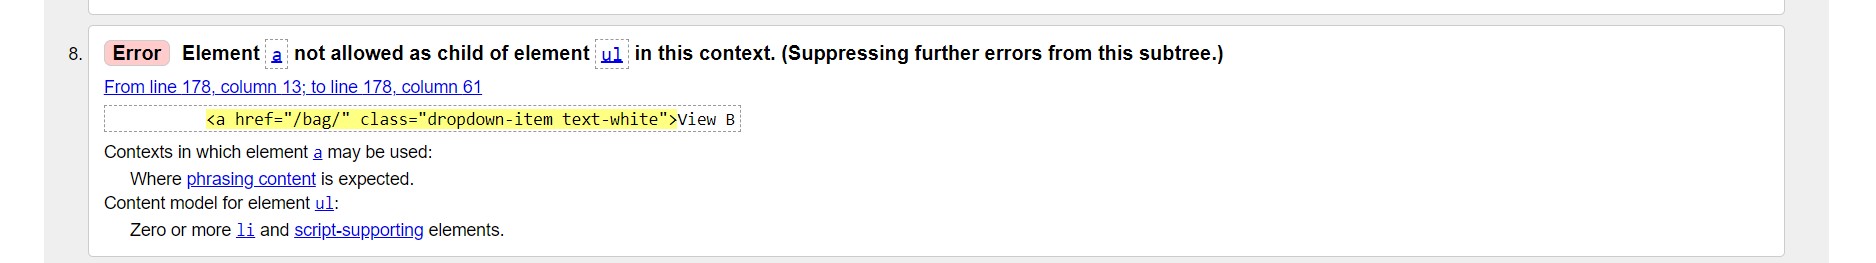 8. Error Element a not allowed as child of element ul in this context. (Suppressing further errors from this subtree.)
From line 178, column 13; to line 178, column 61
<a href="/bag/" class="dropdown-item text-white">View B
Contexts in which element a may be used:
Where phrasing content is expected.
Content model for element ul:
Zero or more li and script-supporting elements.